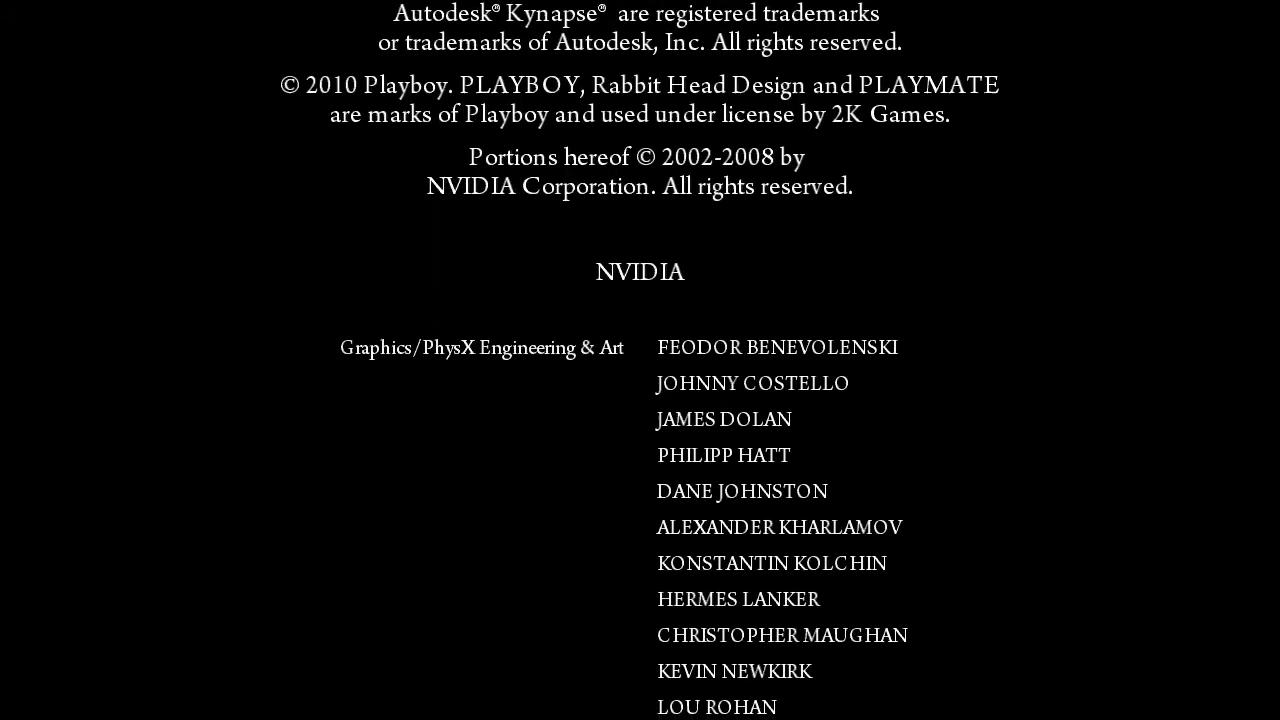 Autodesk® Kynapse® are registered trademarks
or trademarks of Autodesk, Inc. All rights reserved.
© 2010 Playboy. PLAYBOY, Rabbit Head Design and PLAYMATE
are marks of Playboy and used under license by 2K Games.
Portions hereof © 2002-2008 by
NVIDIA Corporation. All rights reserved.
NVIDIA
Graphics/PhysX Engineering & Art FEODOR BENEVOLENSKI
JOHNNY COSTELLO
JAMES DOLAN
PHILIPP HATT
DANE JOHNSTON
ALEXANDER KHARLAMOV
KONSTANTIN KOLCHIN
HERMES LANKER
CHRISTOPHER MAUGHAN
KEVIN NEWKIRK
LOU ROHAN